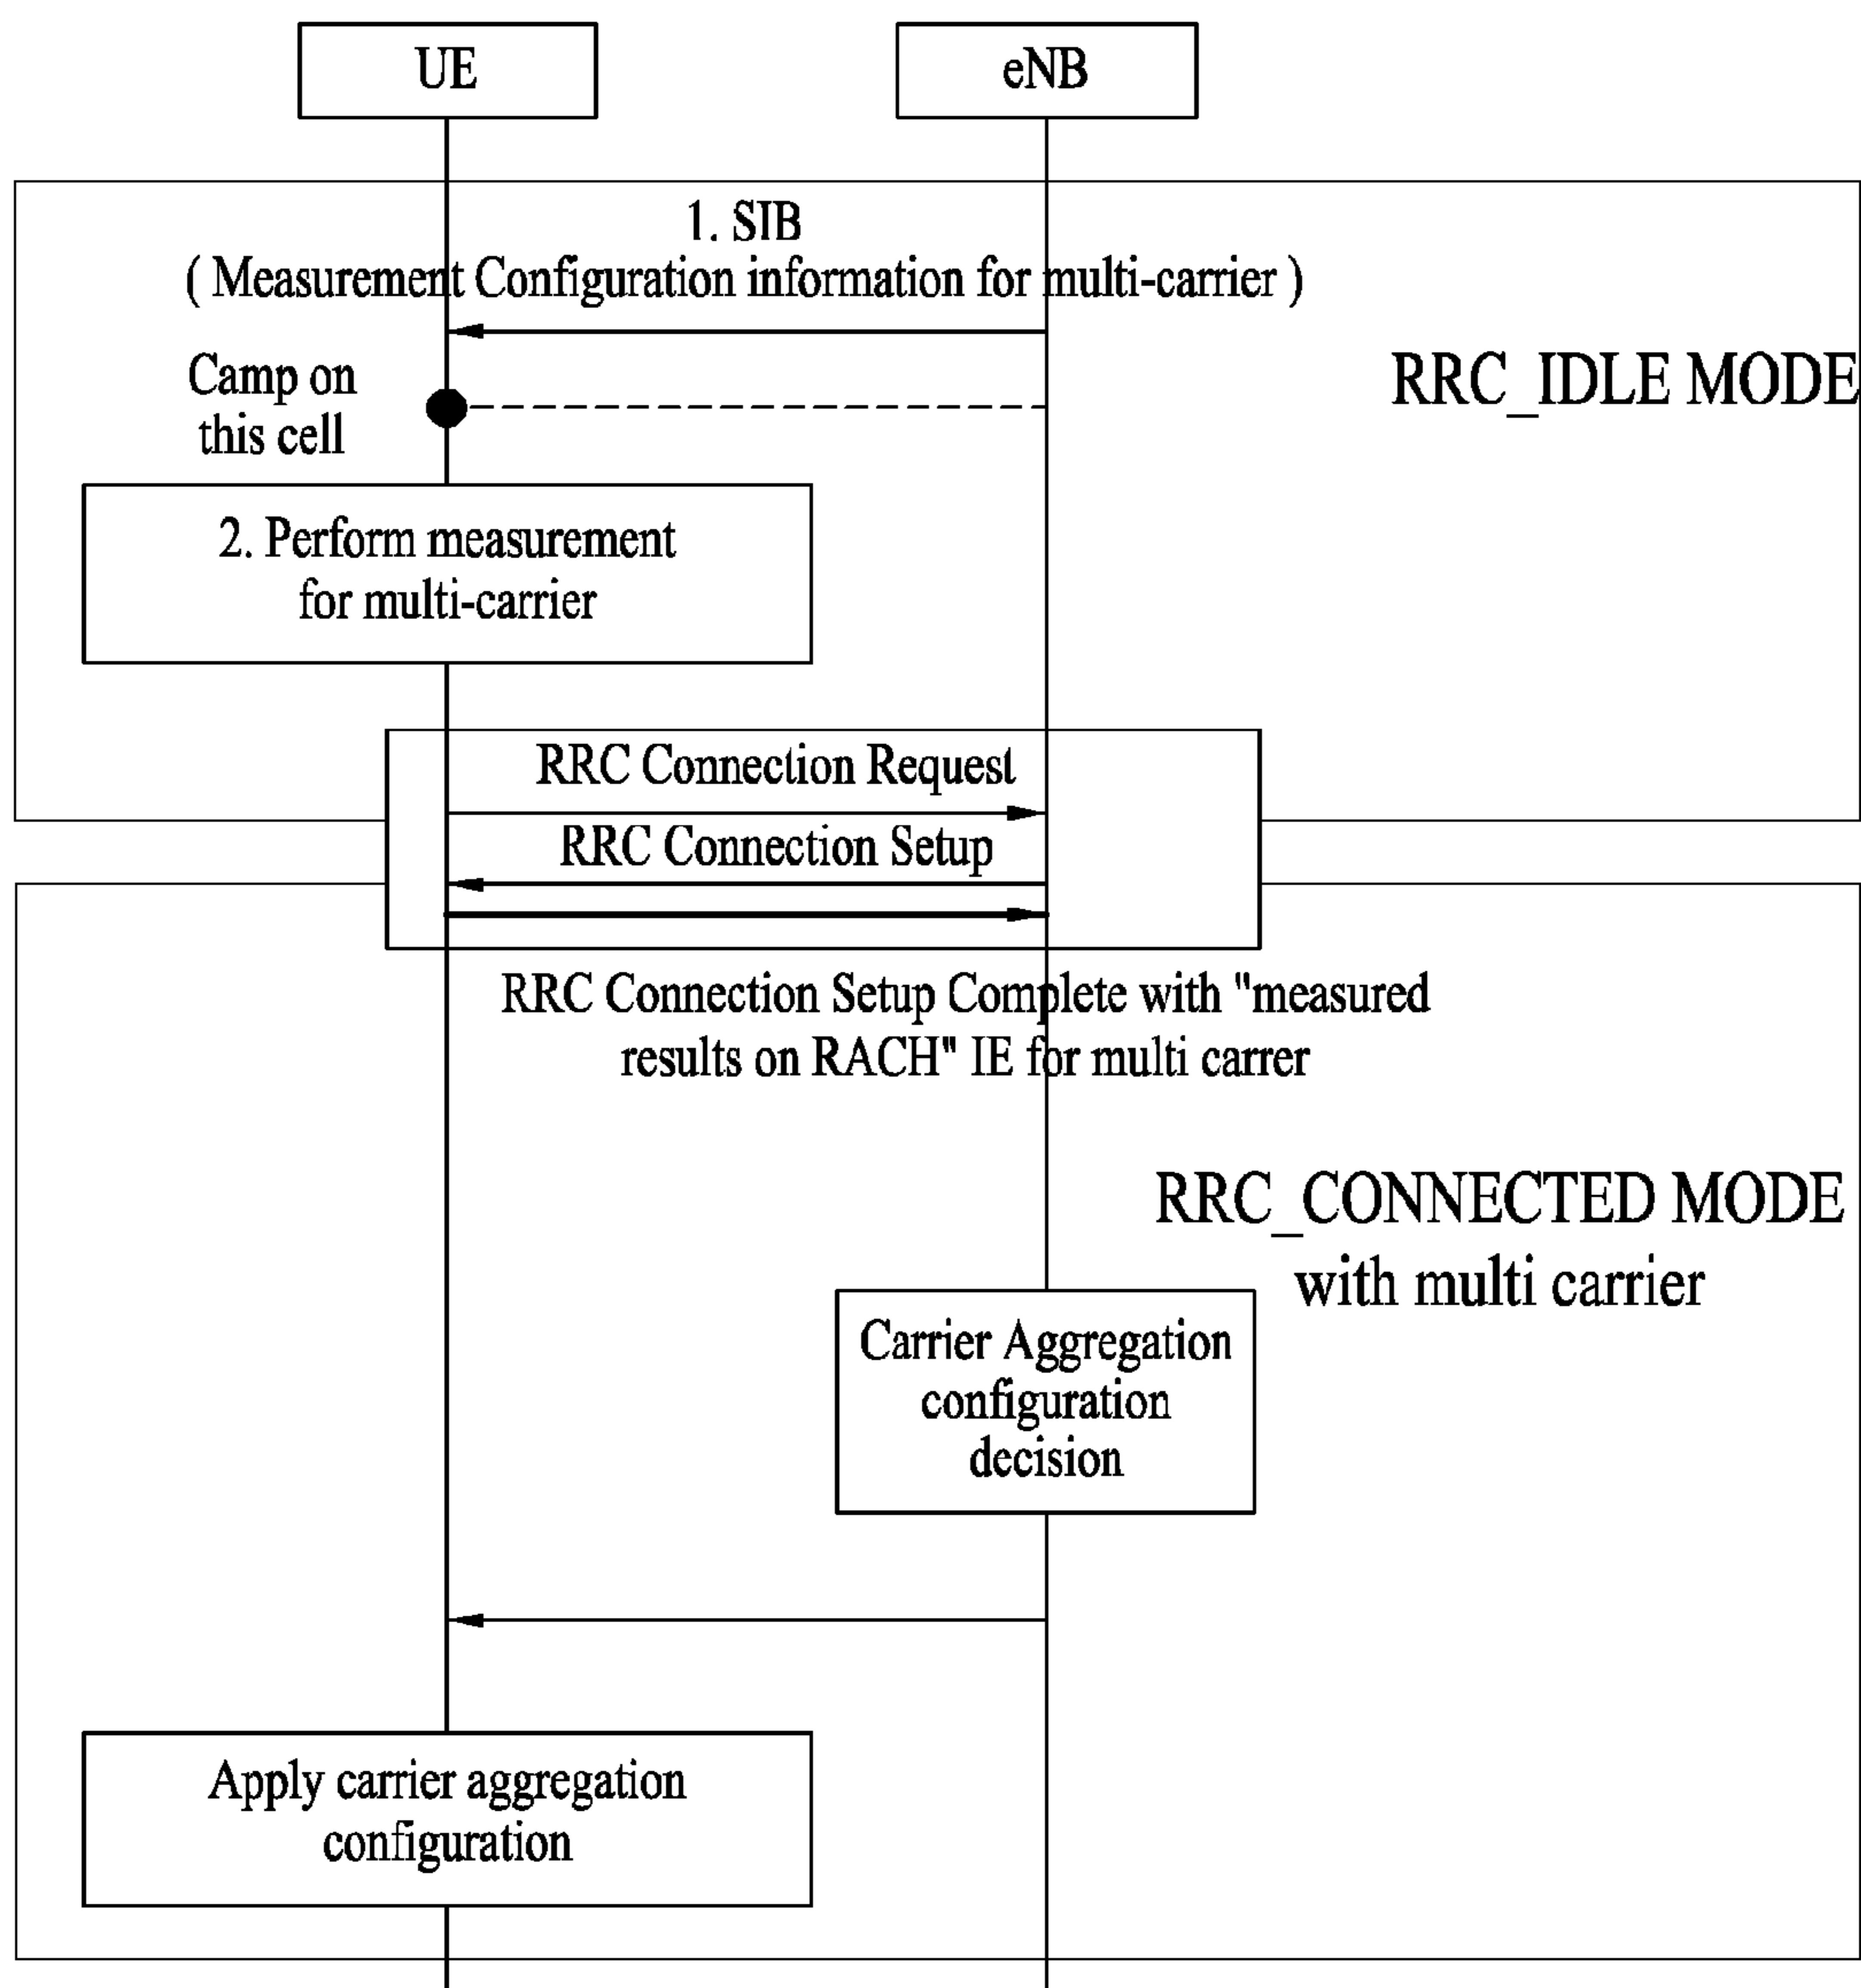 UE
eNB
1. SIB
( Measurement Configuration information for multi-carrier )
Camp on
this cell
RRC_IDLE MODE
2. Perform measurement
for multi-carrier
RRC Connection Request
RRC Connection Setup
RRC Connection Setup Complete with "measured
results on RACH" IE for multi carrer
RRC_CONNECTED MODE
with multi carrier
Carrier Aggregation
configuration
decision
Apply carrier aggregation
configuration